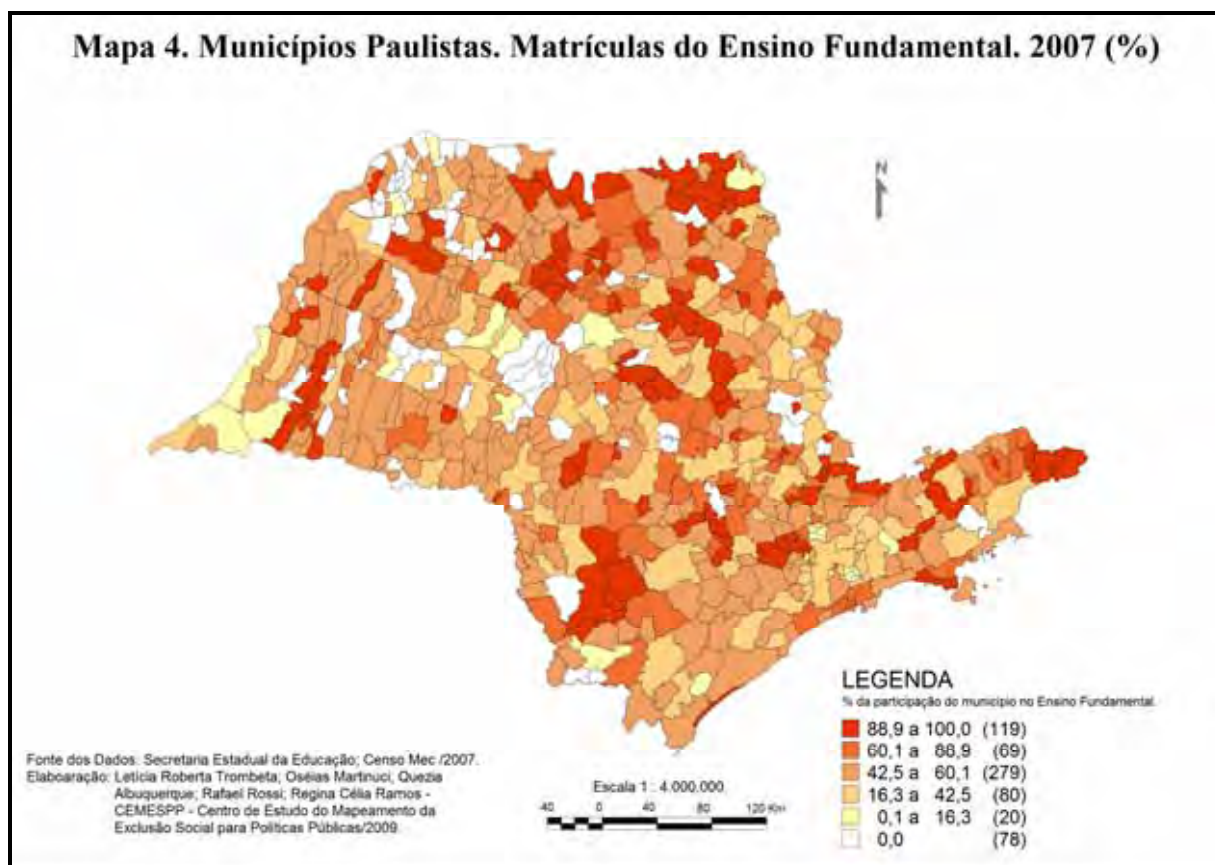 Mapa 4. Municípios Paulistas. Matrículas do Ensino Fundamental. 2007 (%)
N
LEGENDA
% da participação do município no Ensino Fundamental.
88,9 a 100,0 (119)
60,1 a 88,9 (69)
42,5 a 60,1 (279)
16,3 a 42,5 (80)
0,1 a 16,3 (20)
0,0 (78)
Fonte dos Dados. Secretaria Estadual da Educação; Censo Mec /2007.
Elaboaração: Letícia Roberta Trombeta; Oséias Martinuci, Quezia
Albuquerque; Rafael Rossi; Regina Célia Ramos -
CEMESPP - Centro de Estudo do Mapeamento da
Exclusão Social para Políticas Públicas/2009.
Escala 1 : 4.000.000
40 0 40 80 120 Km